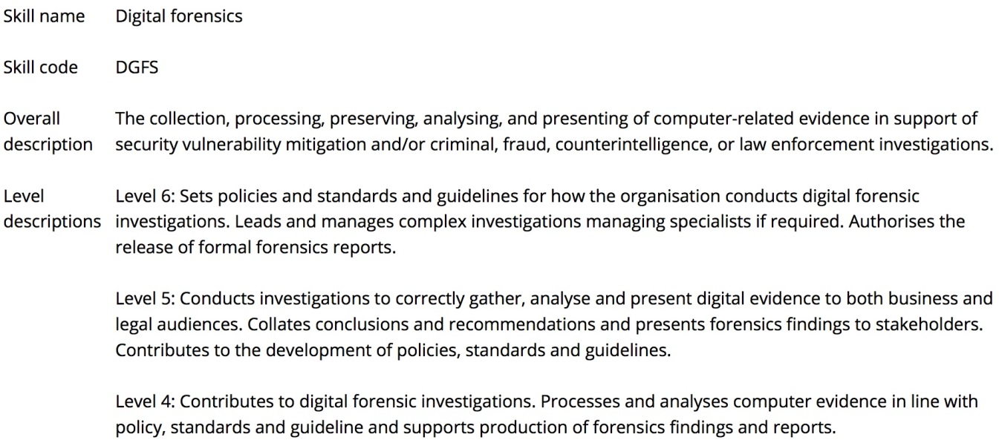 Skill name Digital forensics
Skill code DGFS
Overall description The collection, processing, preserving, analysing, and presenting of computer-related evidence in support of
security vulnerability mitigation and/or criminal, fraud, counterintelligence, or law enforcement investigations.
Level descriptions Level 6: Sets policies and standards and guidelines for how the organisation conducts digital forensic
investigations. Leads and manages complex investigations managing specialists if required. Authorises the
release of formal forensics reports.
Level 5: Conducts investigations to correctly gather, analyse and present digital evidence to both business and
legal audiences. Collates conclusions and recommendations and presents forensics findings to stakeholders.
Contributes to the development of policies, standards and guidelines.
Level 4: Contributes to digital forensic investigations. Processes and analyses computer evidence in line with
policy, standards and guideline and supports production of forensics findings and reports.